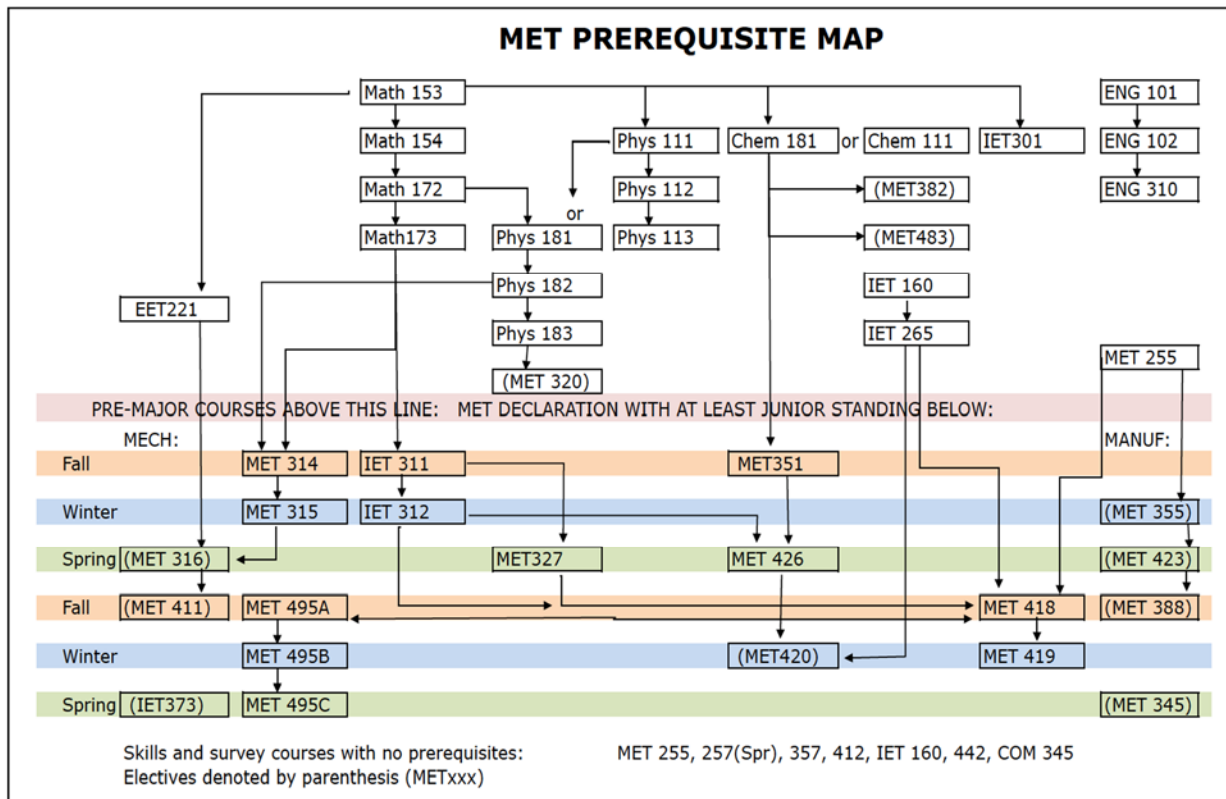 MET PREREQUISITE MAP
Math 153
ENG 101
Math 154
Phys 111
Chem 181
or
Chem 111
IET301
ENG 102
Math 172
Phys 112
(MET382)
ENG 310
or
Math173
Phys 181
Phys 113
(MET483)
Phys 182
IET 160
EET221
Phys 183
IET 265
MET 255
(MET 320)
PRE-MAJOR COURSES ABOVE THIS LINE: MET DECLARATION WITH AT LEAST JUNIOR STANDING BELOW:
MECH:
MANUF:
Fall
MET 314
IET 311
MET351
Winter
MET 315
IET 312
(MET 355)
Spring
(MET 316)
MET327
MET 426
(MET 423)
Fall
(MET 411)
MET 495A
MET 418
(MET 388)
Winter
MET 495B
(MET420)
MET 419
Spring
(IET373)
MET 495C
(MET 345)
Skills and survey courses with no prerequisites: MET 255, 257(Spr), 357, 412, IET 160, 442, COM 345
Electives denoted by parenthesis (METxxx)